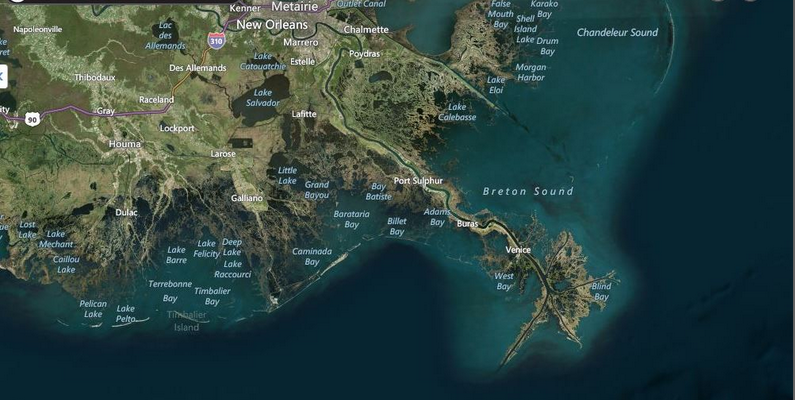 Kenner
Metairie
Outlet Canal
False
Mouth
Bay
Karako
Bay
Napoleonville
Lac
des
Allemands
310
New Orleans
Marrero
Chalmette
Shell
Island
Lake
Drum
Bay
Chandeleur Sound
Estelle
Poydras
Des Allemands
Lake
Catouatchie
Morgan
Harbor
Thibodaux
Lake
Eloi
Raceland
Lake
Salvador
Lake
Calebasse
90
Gray
Lafitte
Lockport
Houma
Larose
Little
Lake
Grand
Bayou
Bay
Batiste
Port Sulphur
Breton Sound
Galliano
Dulac
Barataria
Bay
Billet
Bay
Adams
Bay
Buras
Lost
Lake
Lake
Mechant
Caillou
Lake
Lake
Barre
Lake
Felicity
Deep
Lake
Lake
Raccourci
Caminada
Bay
Venice
West
Bay
Blind
Bay
Terrebonne
Bay
Timbalier
Bay
Pelican
Lake
Lake
Pelto
Timbalier
Island